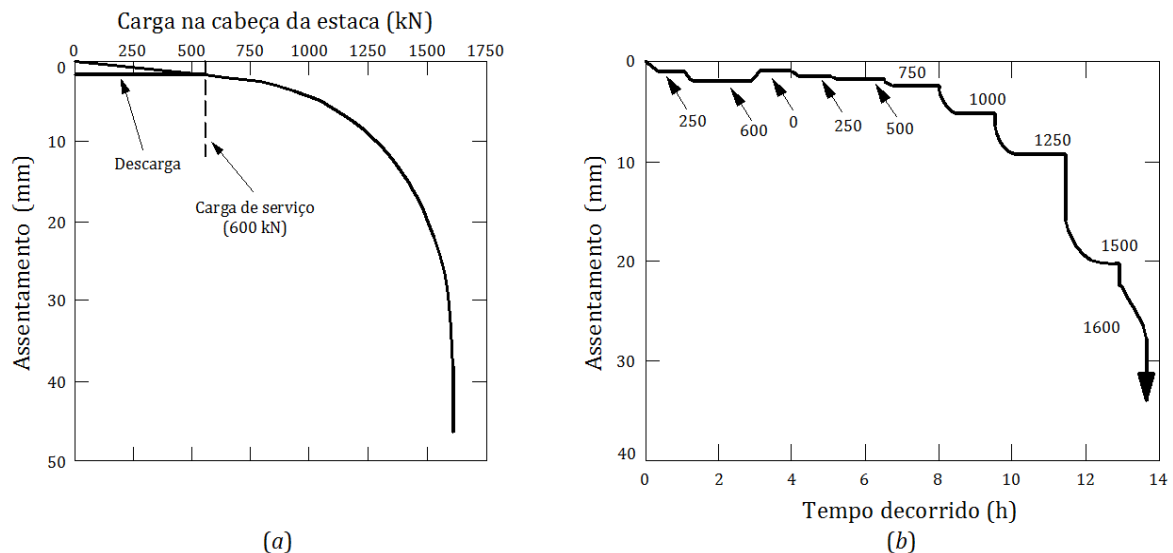 Carga na cabeça da estaca (kN)
0 250 500 750 1000 1250 1500 1750
0
10
20
30
40
50
Assentamento (mm)
Descarga
Carga de serviço
(600 kN)
(a)
0
10
20
30
40
Assentamento (mm)
250
600
0
250
500
750
1000
1250
1500
1600
0 2 4 6 8 10 12 14
Tempo decorrido (h)
(b)